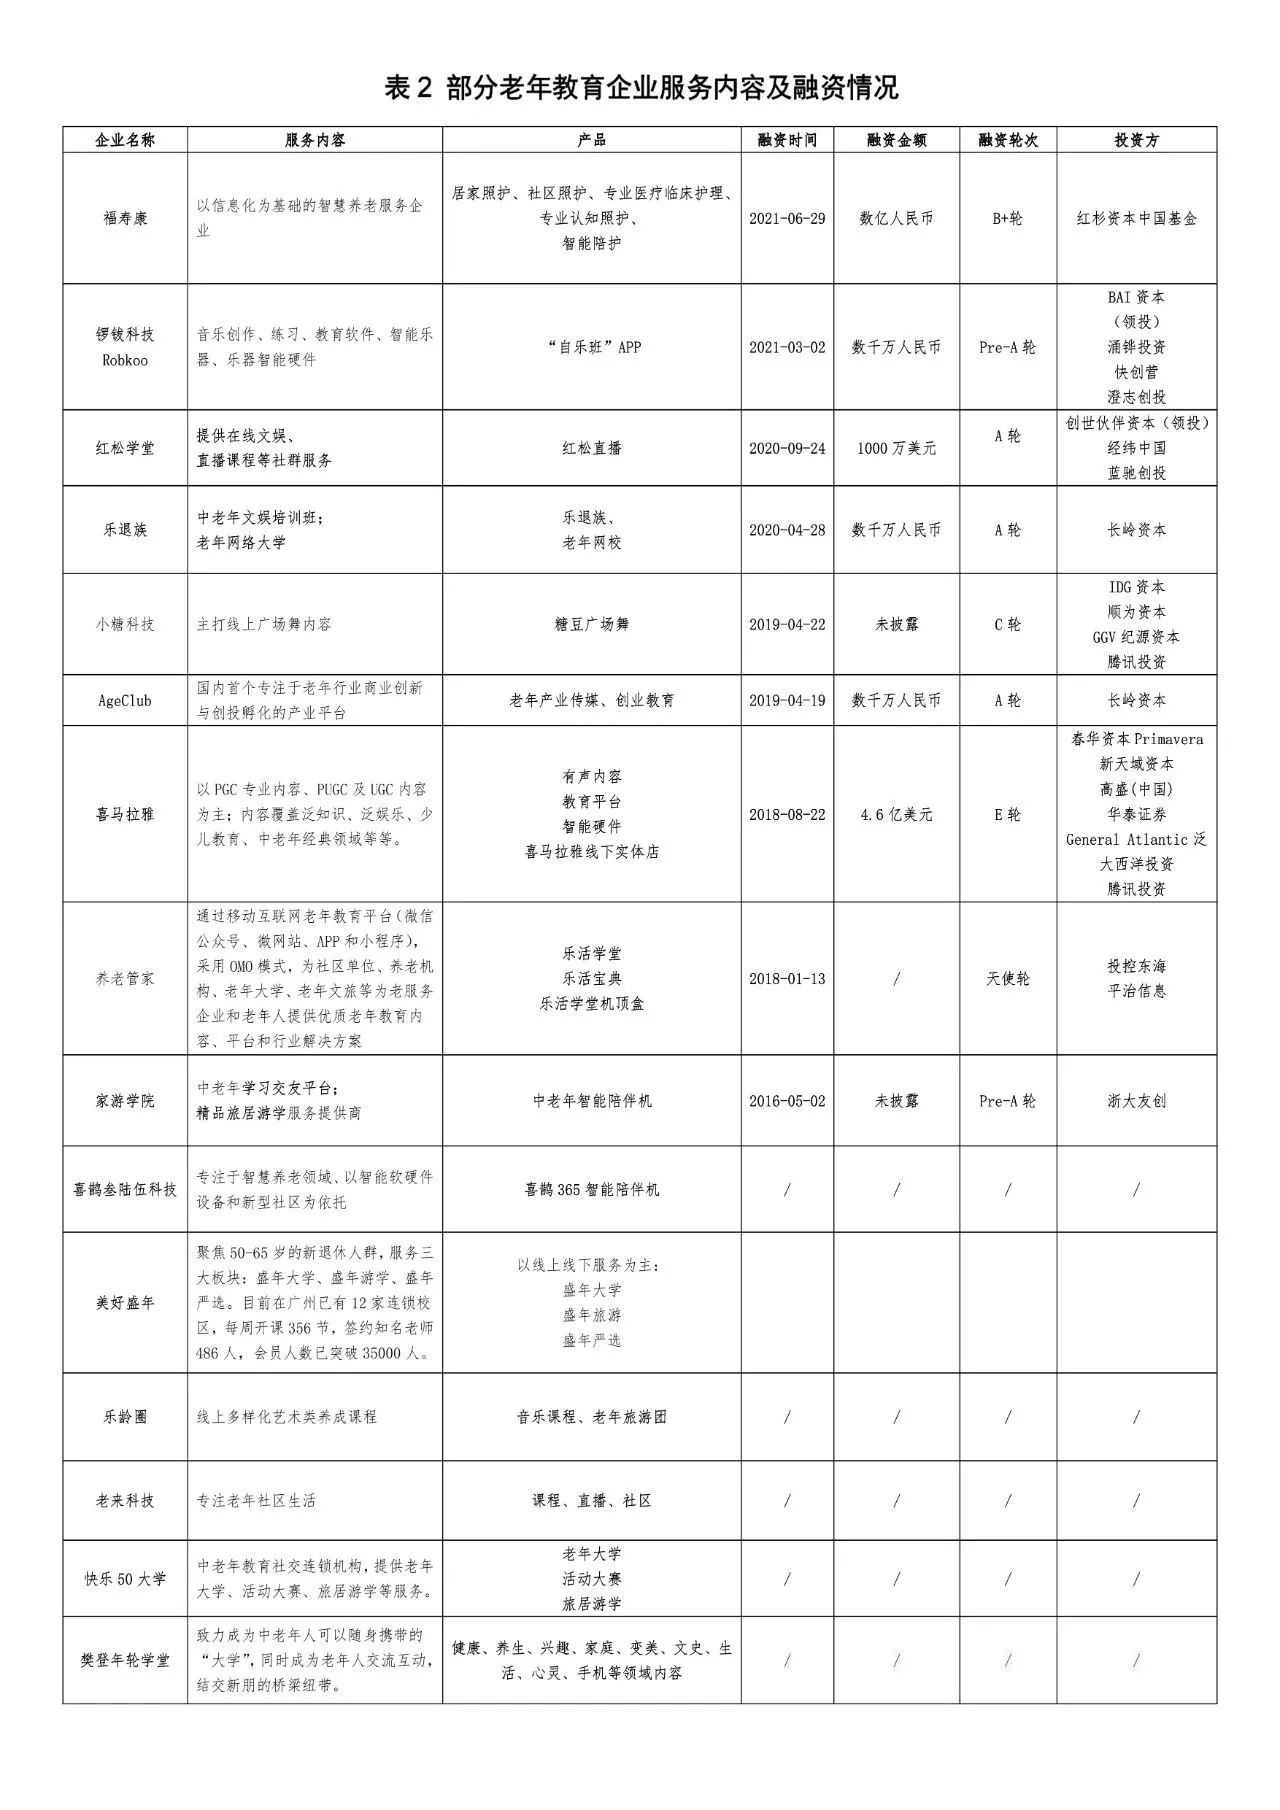 表2 部分老年教育企业服务内容及融资情况
企业名称 服务内容 产品 融资时间 融资金额 融资轮次 投资方
福寿康
以信息化为基础的智慧养老服务企
业
居家照护、社区照护、专业医疗临床护理、
专业认知照护、
智能陪护
2021-06-29
数亿人民币
B+轮
红杉资本中国基金
锣钹科技
Robkoo
音乐创作、练习、教育软件、智能乐
器、乐器智能硬件
“自乐班”APP
2021-03-02
数千万人民币
Pre-A 轮
BAI 资本
（领投）
涌铧投资
快创营
澄志创投
红松学堂
提供在线文娱、
直播课程等社群服务
红松直播
2020-09-24
1000 万美元
A 轮
创世伙伴资本（领投）
经纬中国
蓝驰创投
乐退族
中老年文娱培训班；
老年网络大学
乐退族、
老年网校
2020-04-28
数千万人民币
A 轮
长岭资本
小糖科技
主打线上广场舞内容
糖豆广场舞
2019-04-22
未披露
C 轮
IDG 资本
顺为资本
GGV 纪源资本
腾讯投资
AgeClub
国内首个专注于老年行业商业创新
与创投孵化的产业平台
老年产业传媒、创业教育
2019-04-19
数千万人民币
A 轮
长岭资本
喜马拉雅
以 PGC 专业内容、PUGC 及 UGC 内容
为主；内容覆盖泛知识、泛娱乐、少
儿教育、中老年经典领域等等。
有声内容
教育平台
智能硬件
喜马拉雅线下实体店
2018-08-22
4.6 亿美元
E 轮
春华资本 Primavera
新天域资本
高盛(中国)
华泰证券
General Atlantic 泛
大西洋投资
腾讯投资
养老管家
通过移动互联网老年教育平台（微信
公众号、微网站、APP 和小程序），
采用 OMO 模式，为社区单位、养老机
构、老年大学、老年文旅等为老服务
企业和老年人提供优质老年教育内
容、平台和行业解决方案
乐活学堂
乐活宝典
乐活学堂机顶盒
2018-01-13
/
天使轮
投控东海
平治信息
家游学院
中老年学习交友平台；
精品旅居游学服务提供商
中老年智能陪伴机
2016-05-02
未披露
Pre-A 轮
浙大友创
喜鹊叁陆伍科技
专注于智慧养老领域、以智能软硬件
设备和新型社区为依托
喜鹊 365 智能陪伴机
/ / / /
美好盛年
聚焦 50-65 岁的新退休人群，服务三
大板块：盛年大学、盛年游学、盛年
严选。目前在广州已有 12 家连锁校
区，每周开课 356 节，签约知名老师
486 人，会员人数已突破 35000 人。
以线上线下服务为主：
盛年大学
盛年旅游
盛年严选
乐龄圈
线上多样化艺术类养成课程
音乐课程、老年旅游团
/ / / /
老来科技
专注老年社区生活
课程、直播、社区
/ / / /
快乐 50 大学
中老年教育社交连锁机构，提供老年
大学、活动大赛、旅居游学等服务。
老年大学
活动大赛
旅居游学
/ / / /
樊登年轮学堂
致力成为中老年人可以随身携带的
“大学”，同时成为老年人交流互动，
结交新朋的桥梁纽带。
健康、养生、兴趣、家庭、变美、文史、生
活、心灵、手机等领域内容
/ / / /